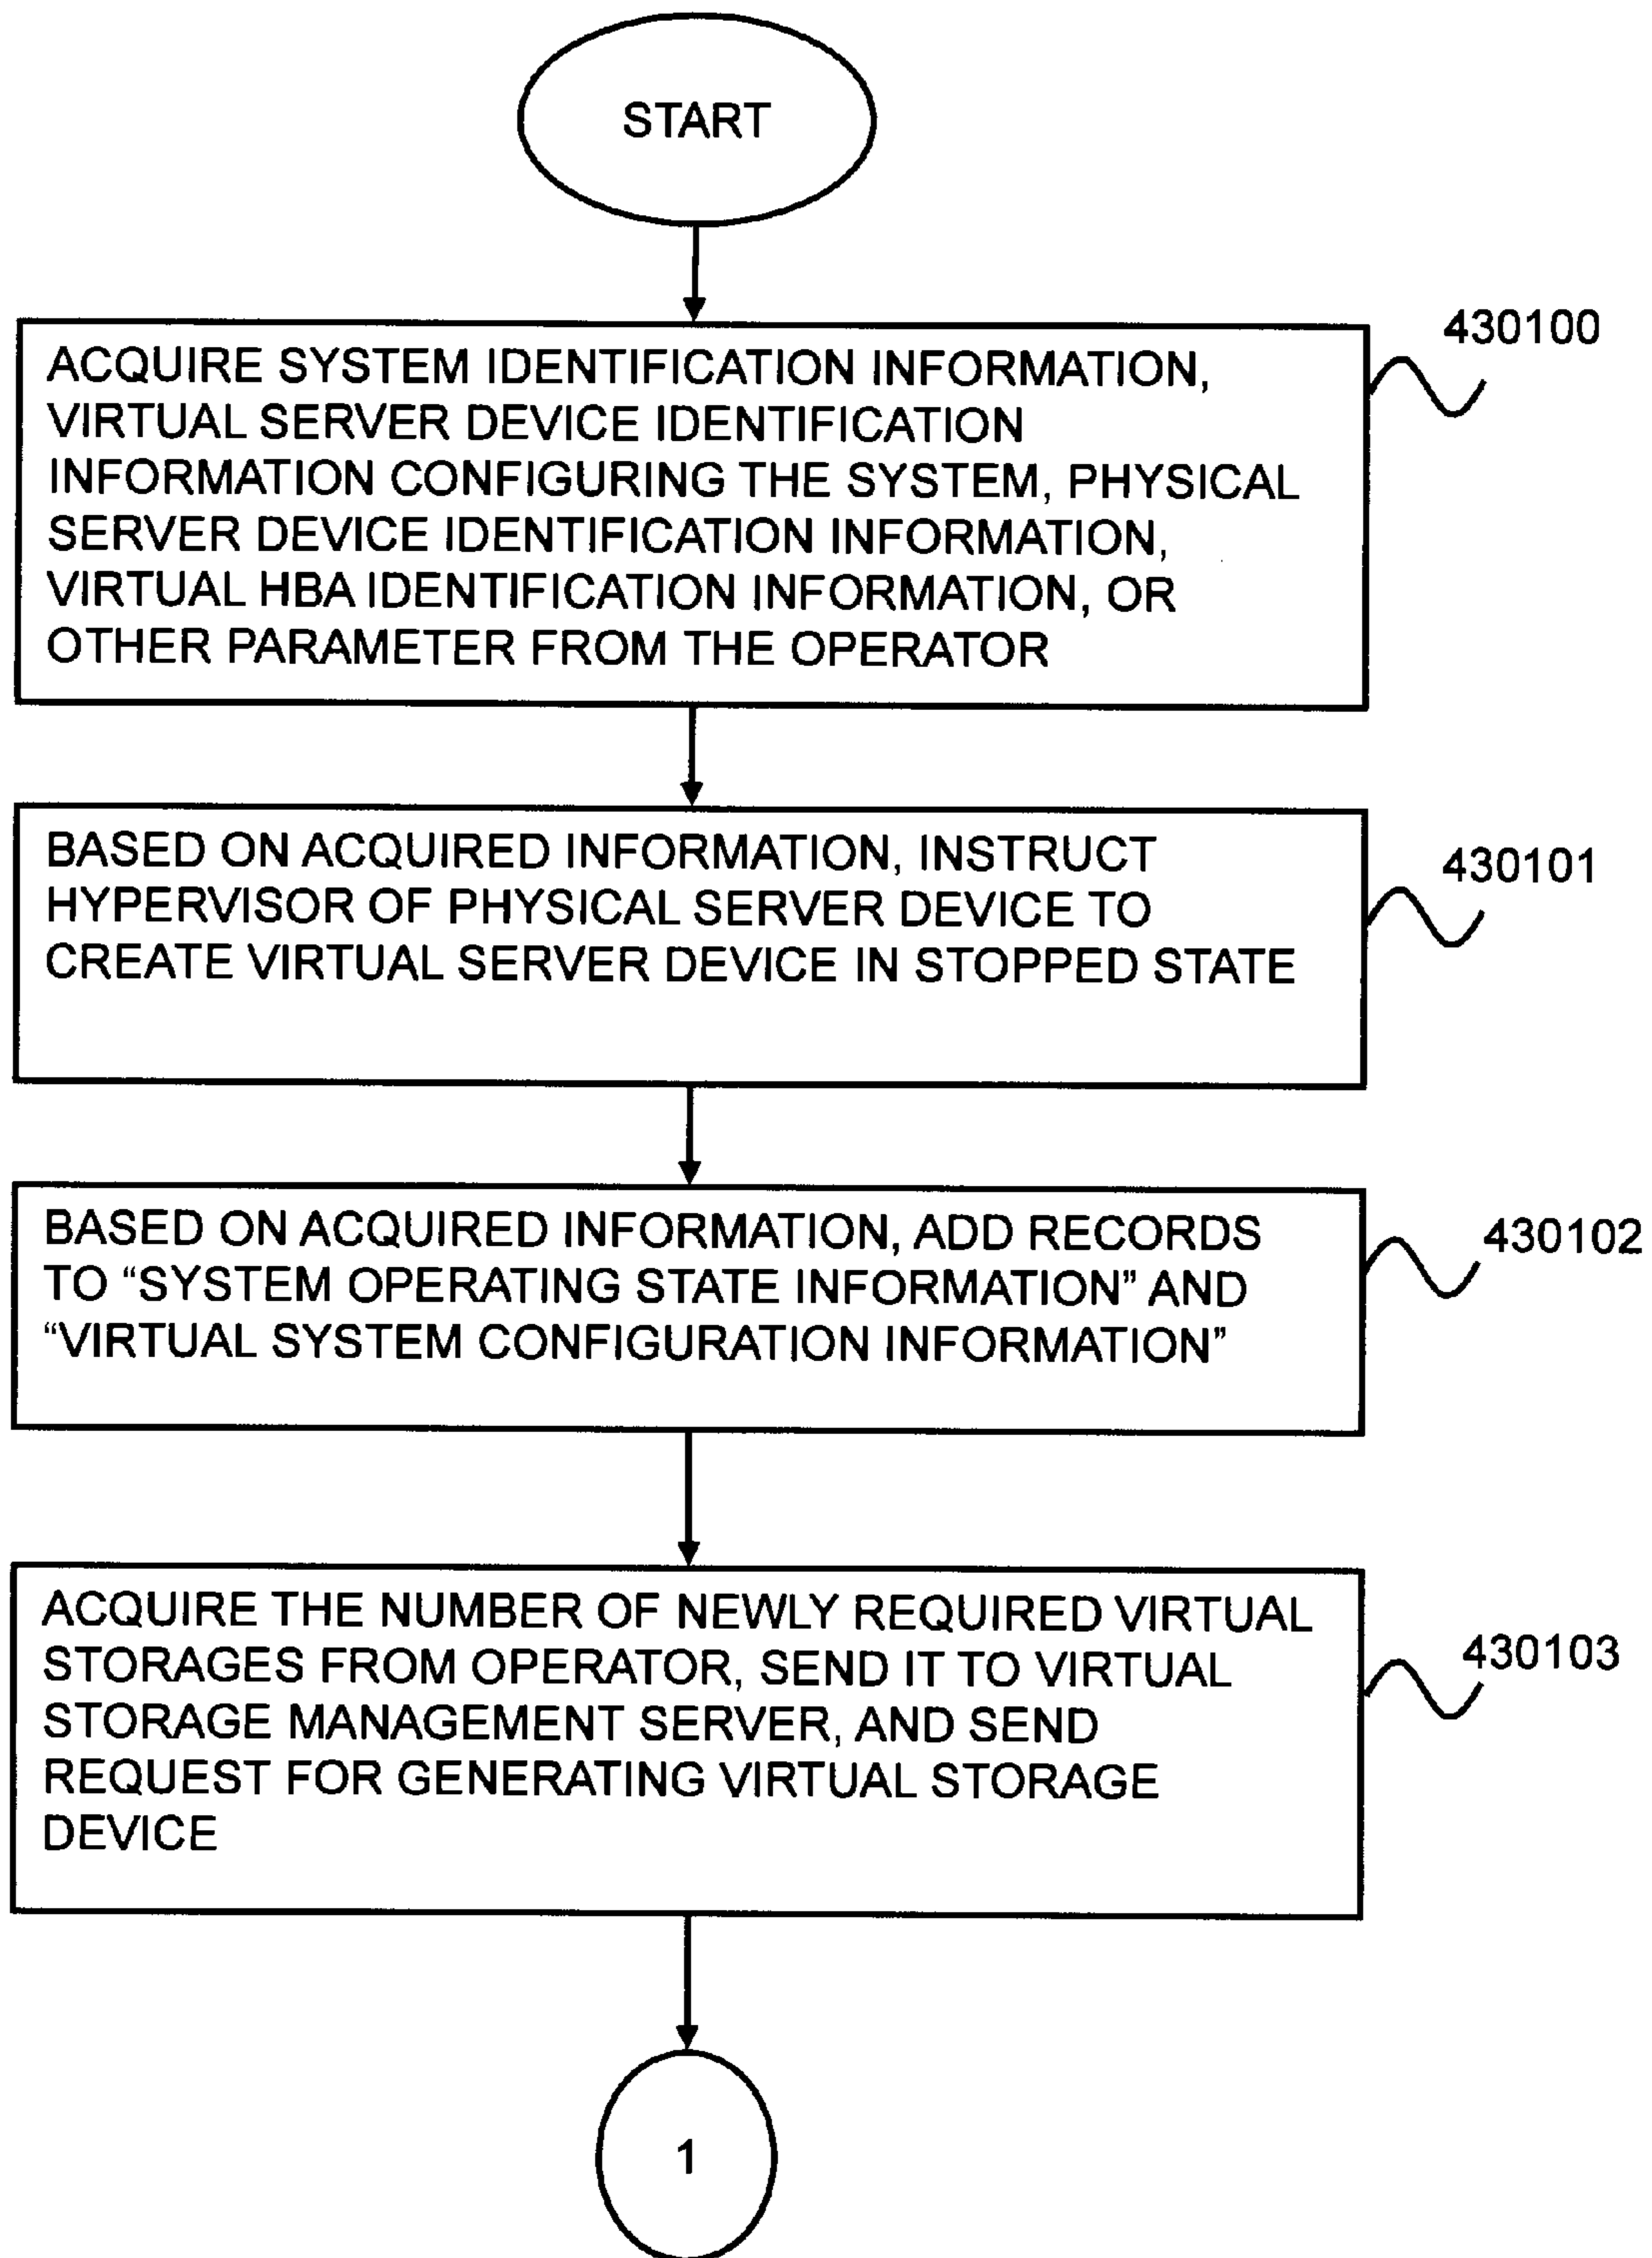 START
430100
ACQUIRE SYSTEM IDENTIFICATION INFORMATION,
VIRTUAL SERVER DEVICE IDENTIFICATION
INFORMATION CONFIGURING THE SYSTEM, PHYSICAL
SERVER DEVICE IDENTIFICATION INFORMATION,
VIRTUAL HBA IDENTIFICATION INFORMATION, OR
OTHER PARAMETER FROM THE OPERATOR
430101
BASED ON ACQUIRED INFORMATION, INSTRUCT
HYPERVISOR OF PHYSICAL SERVER DEVICE TO
CREATE VIRTUAL SERVER DEVICE IN STOPPED STATE
430102
BASED ON ACQUIRED INFORMATION, ADD RECORDS
TO “SYSTEM OPERATING STATE INFORMATION” AND
“VIRTUAL SYSTEM CONFIGURATION INFORMATION”
430103
ACQUIRE THE NUMBER OF NEWLY REQUIRED VIRTUAL
STORAGES FROM OPERATOR, SEND IT TO VIRTUAL
STORAGE MANAGEMENT SERVER, AND SEND
REQUEST FOR GENERATING VIRTUAL STORAGE
DEVICE
1